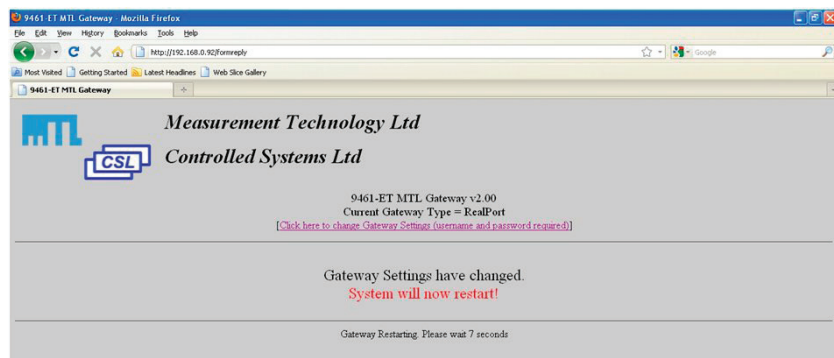 9461-ET MTL Gateway - Mozilla Firefox
File Edit View History Bookmarks Tools Help
http://192.168.0.92/Formreply
Google
Most Visited Getting Started Latest Headlines Web Slice Gallery
9461-ET MTL Gateway
MTL
CSL
Measurement Technology Ltd
Controlled Systems Ltd
9461-ET MTL Gateway v2.00
Current Gateway Type = RealPort
[Click here to change Gateway Settings (username and password required)]
Gateway Settings have changed.
System will now restart!
Gateway Restarting. Please wait 7 seconds